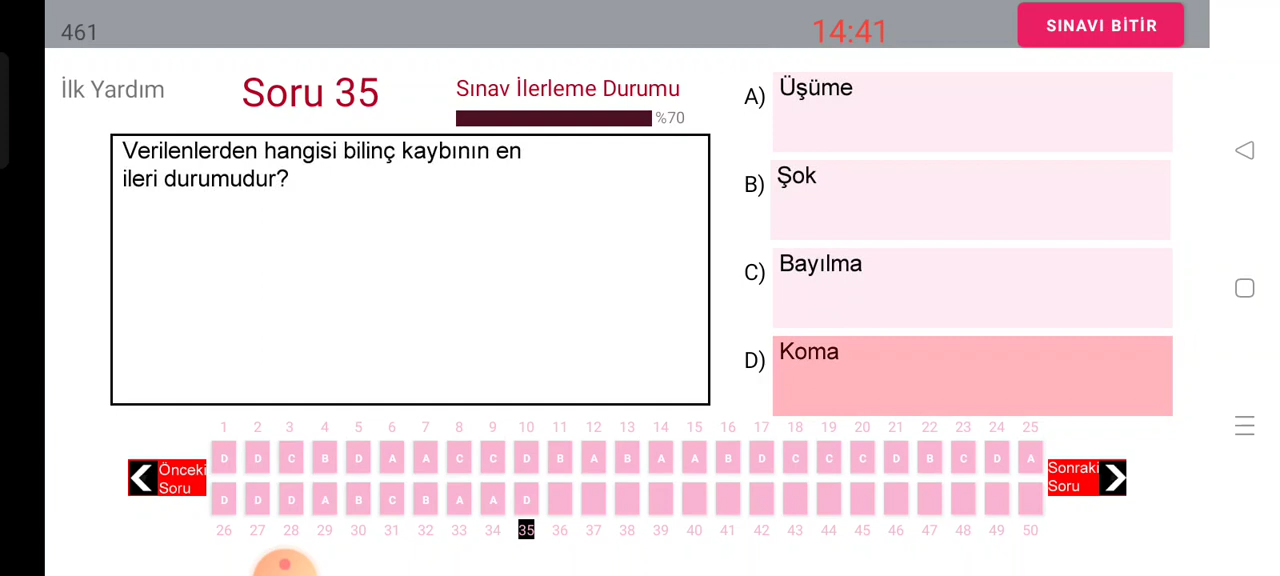 461
14:41
SINAVI BİTİR
İlk Yardım
Soru 35
Sınav İlerleme Durumu
%70
Verilenlerden hangisi bilinç kaybının en
ileri durumudur?
A) Üşüme
B) Şok
C) Bayılma
D) Koma
1 2 3 4 5 6 7 8 9 10 11 12 13 14 15 16 17 18 19 20 21 22 23 24 25
D D C B D A A C C D B A B A A B D C C C D B C D A
Önceki
Soru
Sonraki
Soru
D D D A B C B A A D
26 27 28 29 30 31 32 33 34 35 36 37 38 39 40 41 42 43 44 45 46 47 48 49 50